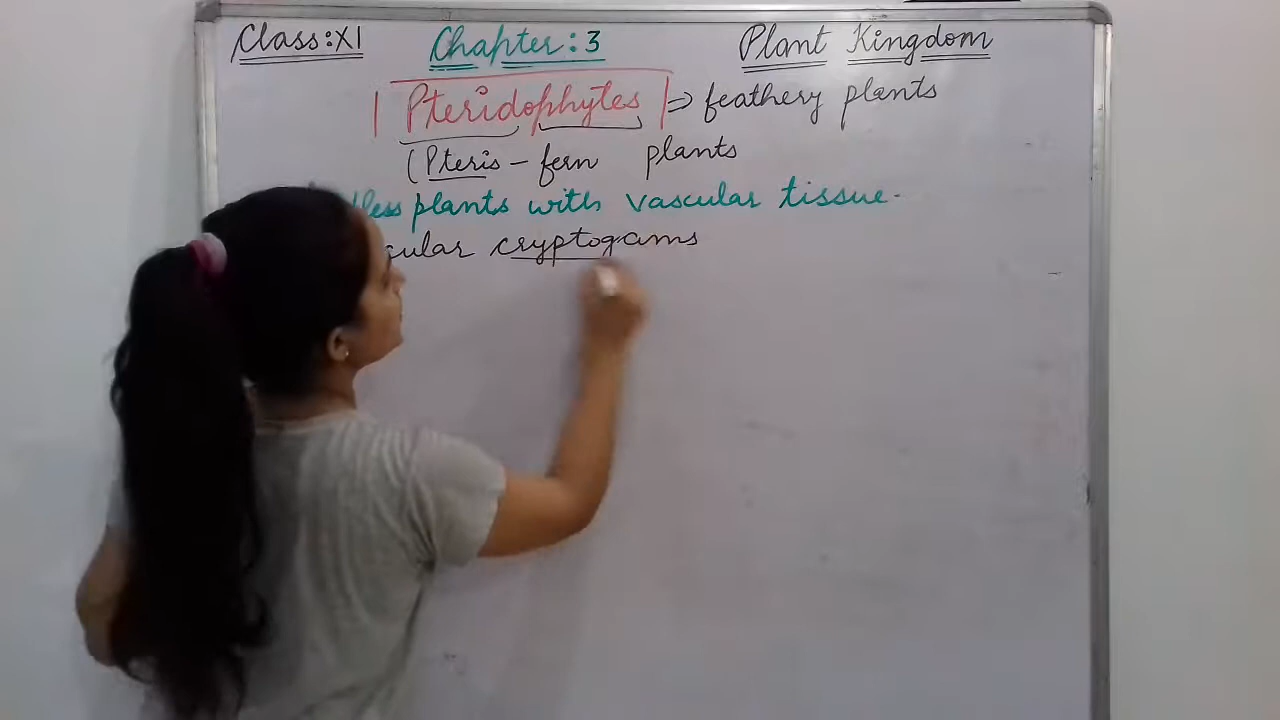 Class:XI Chapter:3 Plant Kingdom
| Pteridophytes | => feathery plants
(Pteris - fern plants
less plants with vascular tissue.
cular cryptogams